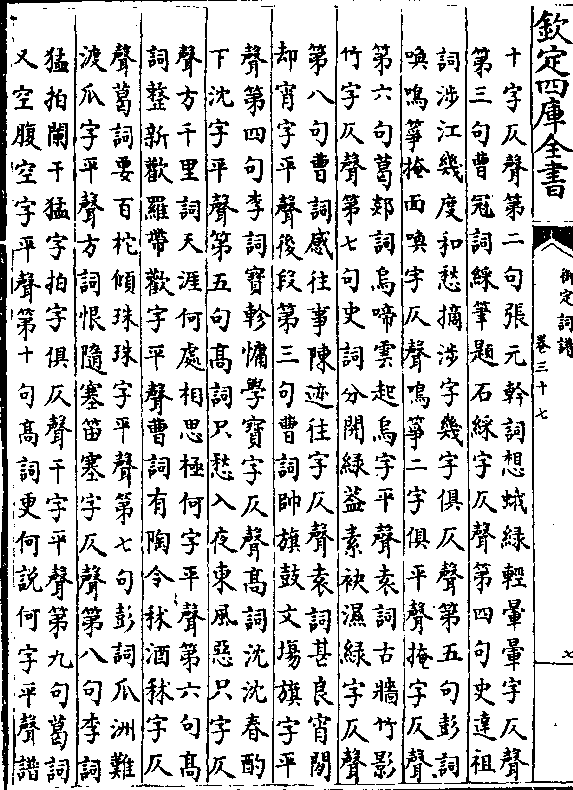 欽定四庫全書
御定詞譜
卷三十七
七
十字仄聲第二句張元幹詞想蛾緑輕暈暈字仄聲
第三句曹冠詞綵筆題石綵字仄聲第四句史達祖
詞涉江幾度和愁摘涉字幾字俱仄聲第五句彭詞
喚鳴箏掩面喚字仄聲鳴箏二字俱平聲掩字仄聲
第六句葛郯詞烏啼雲起烏字平聲袁詞古牆竹影
竹字仄聲第七句史詞分開緑蓋素袂濕緑字仄聲
第八句曹詞感往事陳迹往字仄聲袁詞甚良宵閒
却宵字平聲後段第三句曹詞帥旗鼓文塲旗字平
聲第四句李詞寶軫慵學寶字仄聲髙詞沈沈春酌
下沈字平聲第五句髙詞只愁入夜東風惡只字仄
聲方千里詞天涯何處相思極何字平聲第六句髙
詞整新歡羅帶歡字平聲曹詞有陶令秫酒秫字仄
聲葛詞要百柁傾珠珠字平聲第七句彭詞瓜洲難
渡瓜字平聲方詞恨隨塞笛塞字仄聲第八句李詞
猛拍闌干猛字拍字俱仄聲干字平聲第九句葛詞
又空腹空字平聲第十句髙詞更何説何字平聲譜